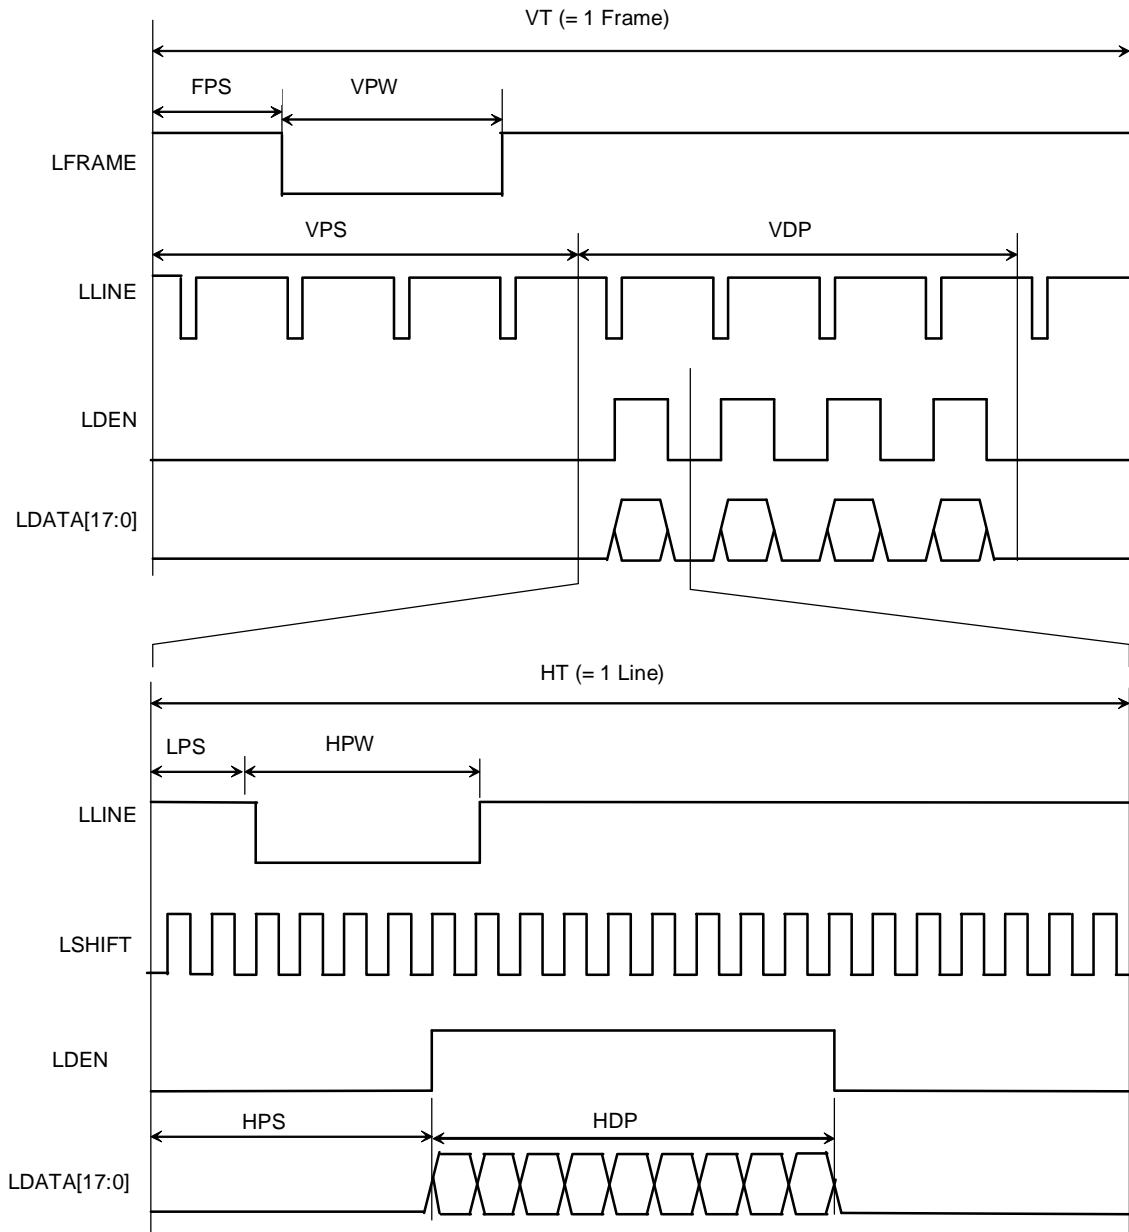 VT (= 1 Frame)
FPS
VPW
LFRAME
VPS
VDP
LLINE
LDEN
LDATA[17:0]
HT (= 1 Line)
LPS
HPW
LLINE
LSHIFT
LDEN
HPS
HDP
LDATA[17:0]